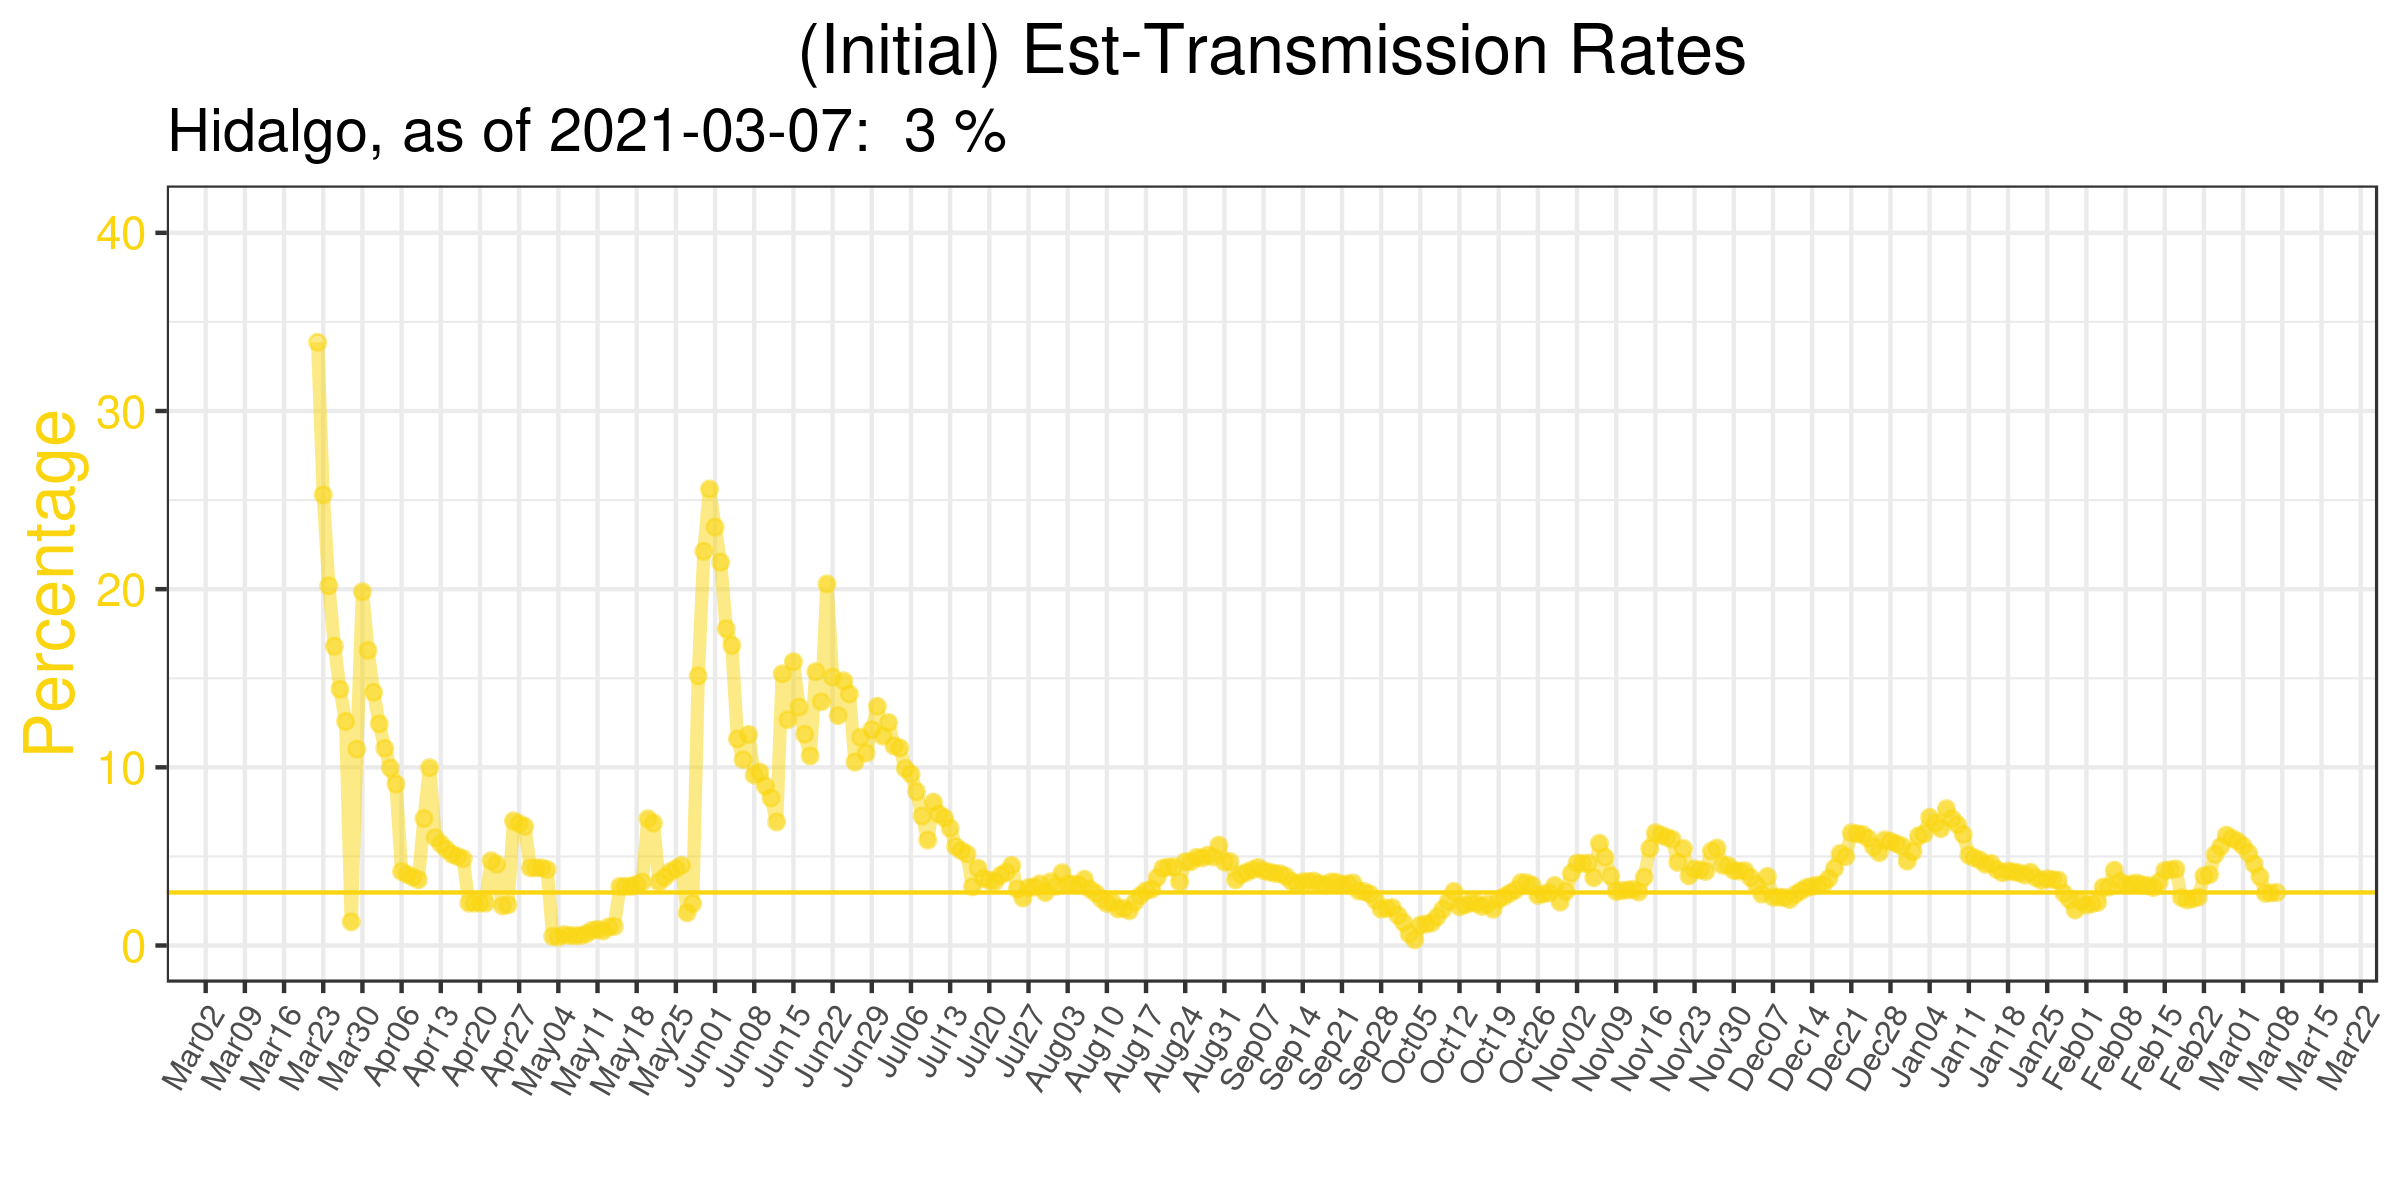 (Initial) Est-Transmission Rates
Hidalgo, as of 2021-03-07:  3 %
Percentage
40
30
20
10
0
Mar02
Mar09
Mar16
Mar23
Mar30
Apr06
Apr13
Apr20
Apr27
May04
May11
May18
May25
Jun01
Jun08
Jun15
Jun22
Jun29
Jul06
Jul13
Jul20
Jul27
Aug03
Aug10
Aug17
Aug24
Aug31
Sep07
Sep14
Sep21
Sep28
Oct05
Oct12
Oct19
Oct26
Nov02
Nov09
Nov16
Nov23
Nov30
Dec07
Dec14
Dec21
Dec28
Jan04
Jan11
Jan18
Jan25
Feb01
Feb08
Feb15
Feb22
Mar01
Mar08
Mar15
Mar22